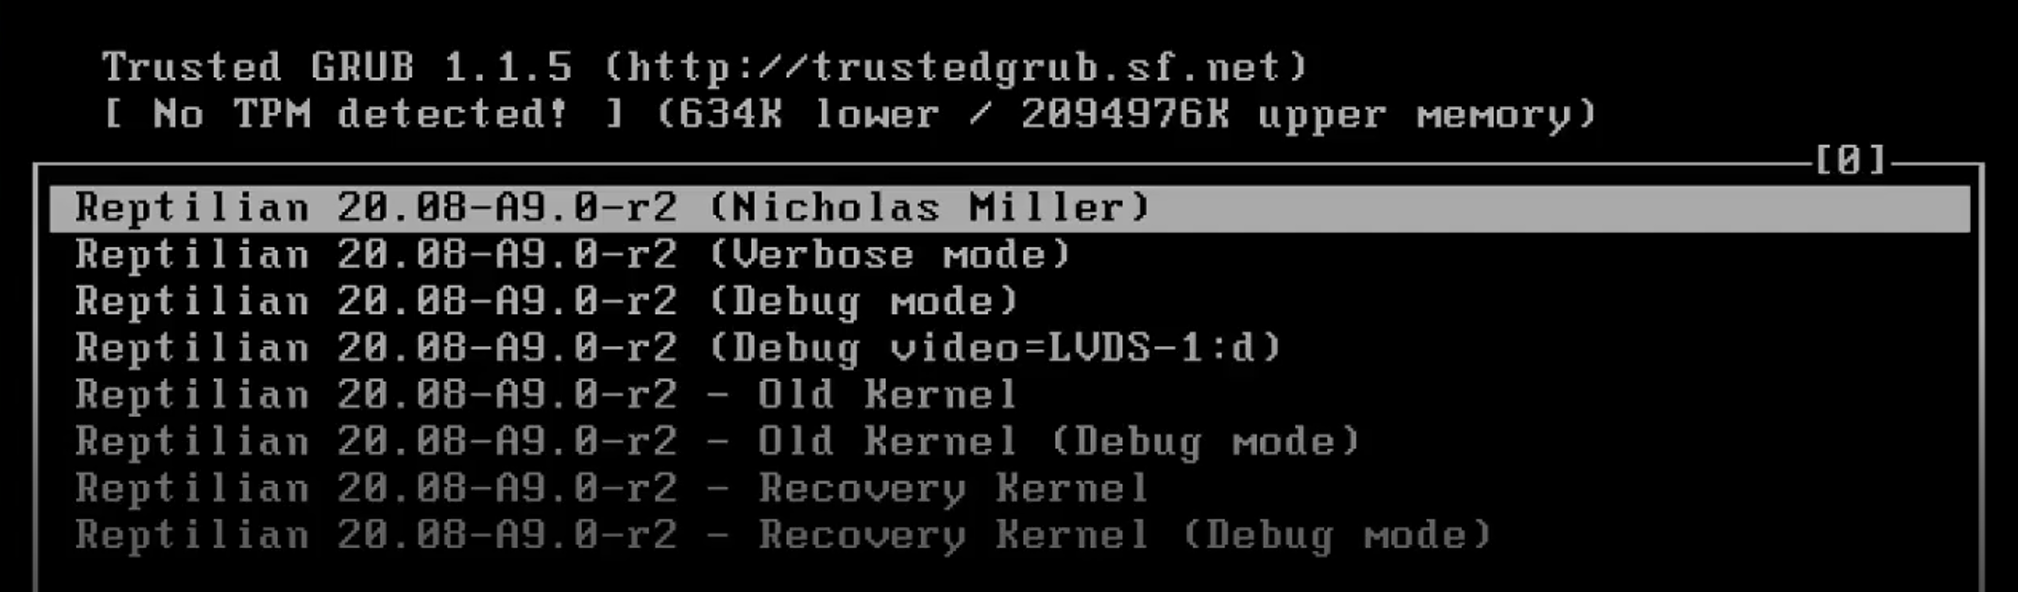 Trusted GRUB 1.1.5 (http://trustedgrub.sf.net)
[ No TPM detected! ] (634K lower / 2094976K upper memory)
[0]
Reptilian 20.08-A9.0-r2 (Nicholas Miller)
Reptilian 20.08-A9.0-r2 (Verbose mode)
Reptilian 20.08-A9.0-r2 (Debug mode)
Reptilian 20.08-A9.0-r2 (Debug video=LVDS-1:d)
Reptilian 20.08-A9.0-r2 - Old Kernel
Reptilian 20.08-A9.0-r2 - Old Kernel (Debug mode)
Reptilian 20.08-A9.0-r2 - Recovery Kernel
Reptilian 20.08-A9.0-r2 - Recovery Kernel (Debug mode)